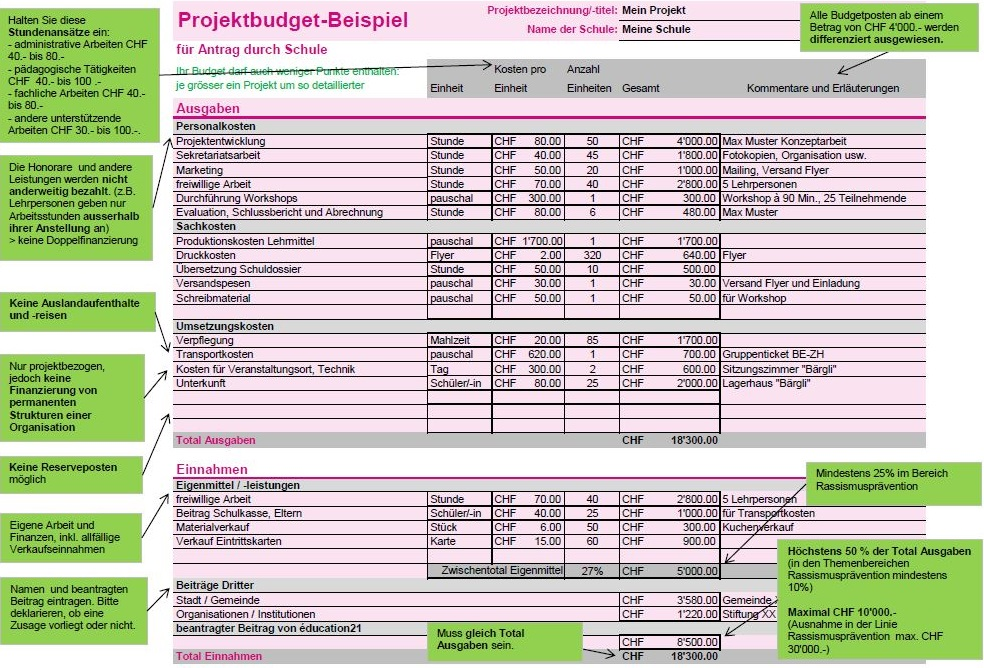 Halten Sie diese
Stundenansätze ein:
- administrative Arbeiten CHF
40.- bis 80.-
- pädagogische Tätigkeiten
CHF 40.- bis 100 .-
- fachliche Arbeiten CHF 40.-
bis 80.-
- andere unterstützende
Arbeiten CHF 30.- bis 100-.
Die Honorare und andere
Leistungen werden nicht
anderweitig bezahlt. (z.B.
Lehrpersonen geben nur
Arbeitsstunden ausserhalb
ihrer Anstellung an)
> keine Doppelfinanzierung
Keine Auslandaufenthalte
und -reisen
Nur projektbezogen,
jedoch keine
Finanzierung von
permanenten
Strukturen einer
Organisation
Keine Reserveposten
möglich
Eigene Arbeit und
Finanzen, inkl. allfällige
Verkaufseinnahmen
Namen und beantragten
Beitrag eintragen. Bitte
deklarieren, ob eine
Zusage vorliegt oder nicht.
Projektbudget-Beispiel
für Antrag durch Schule
Projektbezeichnung/-titel: Mein Projekt
Name der Schule: Meine Schule
Alle Budgetposten ab einem
Betrag von CHF 4'000.- werden
differenziert ausgewiesen.
Ihr Budget darf auch weniger Punkte enthalten:
je grösser ein Projekt um so detaillierter
Kosten pro Anzahl
Einheit Einheit Einheiten Gesamt Kommentare und Erläuterungen
Ausgaben
Personalkosten
Projektentwicklung Stunde CHF 80.00 50 CHF 4'000.00 Max Muster Konzeptarbeit
Sekretariatsarbeit Stunde CHF 40.00 45 CHF 1'800.00 Fotokopien, Organisation usw.
Marketing Stunde CHF 50.00 20 CHF 1'000.00 Mailing, Versand Flyer
freiwillige Arbeit Stunde CHF 70.00 40 CHF 2'800.00 5 Lehrpersonen
Durchführung Workshops pauschal CHF 300.00 1 CHF 300.00 Workshop à 90 Min., 25 Teilnehmende
Evaluation, Schlussbericht und Abrechnung Stunde CHF 80.00 6 CHF 480.00 Max Muster
Sachkosten
Produktionskosten Lehrmittel pauschal CHF 1'700.00 1 CHF 1'700.00
Druckkosten Flyer CHF 2.00 320 CHF 640.00 Flyer
Übersetzung Schuldossier Stunde CHF 50.00 10 CHF 500.00
Versandspesen pauschal CHF 30.00 1 CHF 30.00 Versand Flyer und Einladung
Schreibmaterial pauschal CHF 50.00 1 CHF 50.00 für Workshop
Umsetzungskosten
Verpflegung Mahlzeit CHF 20.00 85 CHF 1'700.00
Transportkosten pauschal CHF 620.00 1 CHF 700.00 Gruppenticket BE-ZH
Kosten für Veranstaltungsort, Technik Tag CHF 300.00 2 CHF 600.00 Sitzungszimmer "Bärgli"
Unterkunft Schüler/-in CHF 80.00 25 CHF 2'000.00 Lagerhaus "Bärgli"
Total Ausgaben CHF 18'300.00
Einnahmen
Eigenmittel / -leistungen
freiwillige Arbeit Stunde CHF 70.00 40 CHF 2'800.00 5 Lehrpersonen
Beitrag Schulkasse, Eltern Schüler/-in CHF 40.00 25 CHF 1'000.00 für Transportkosten
Materialverkauf Stück CHF 6.00 50 CHF 300.00 Kuchenverkauf
Verkauf Eintrittskarten Karte CHF 15.00 60 CHF 900.00
Zwischentotal Eigenmittel 27% CHF 5'000.00
Beiträge Dritter
Stadt / Gemeinde CHF 3'580.00 Gemeinde
Organisationen / Institutionen CHF 1'220.00 Stiftung XX
beantragter Beitrag von éducation21
CHF 8'500.00
Total Einnahmen CHF 18'300.00
Muss gleich Total
Ausgaben sein.
Mindestens 25% im Bereich
Rassismusprävention
Höchstens 50 % der Total Ausgaben
(in den Themenbereichen
Rassismusprävention mindestens
10%)
Maximal CHF 10'000.-
(Ausnahme in der Linie
Rassismusprävention max. CHF
30'000.-)